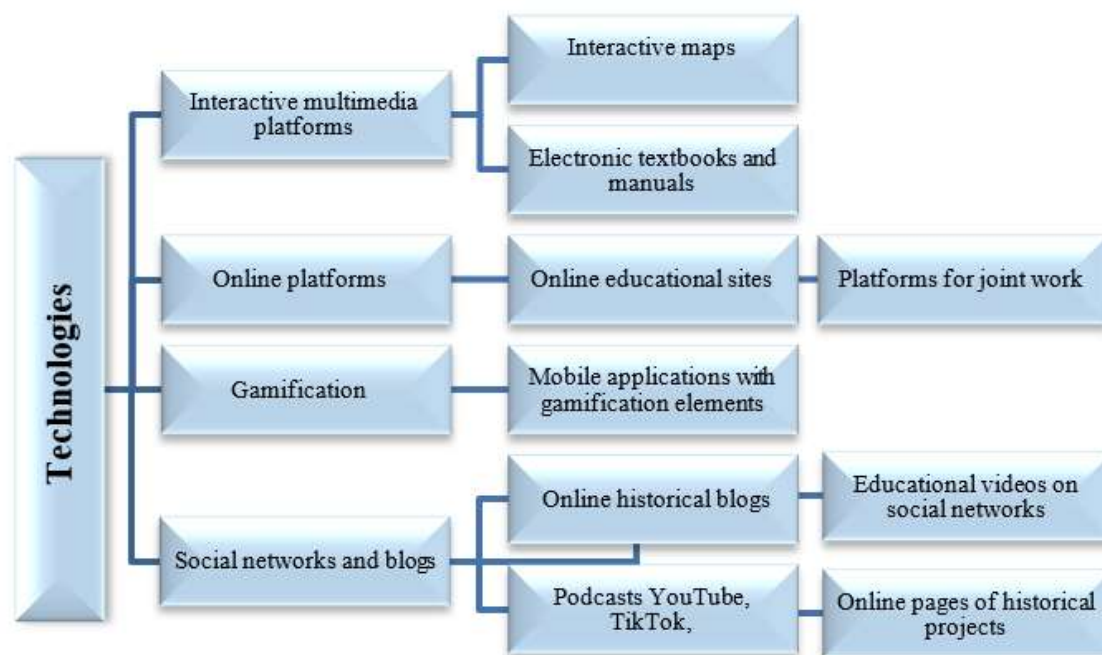 Technologies
Interactive multimedia
platforms
Interactive maps
Electronic textbooks and
manuals
Online platforms
Online educational sites
Platforms for joint work
Gamification
Mobile applications with
gamification elements
Social networks and blogs
Online historical blogs
Educational videos on
social networks
Podcasts YouTube,
TikTok,
Online pages of historical
projects